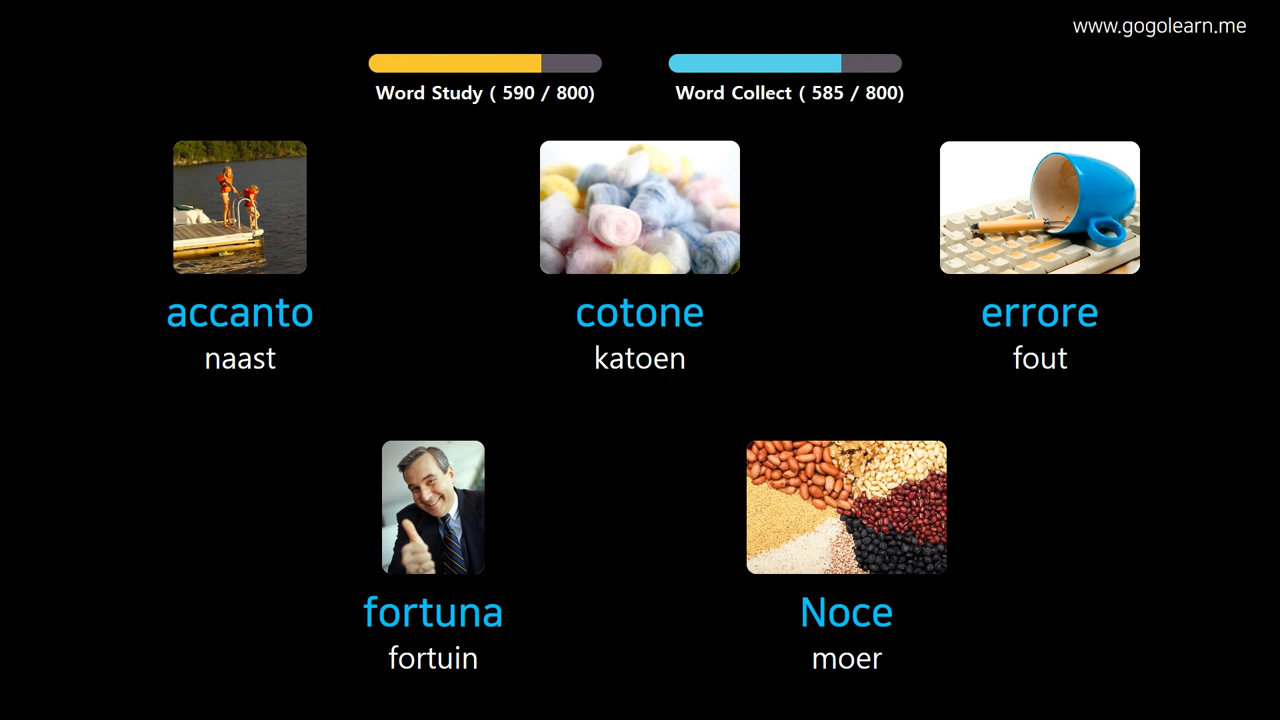 www.gogolearn.me
Word Study ( 590 / 800)
Word Collect ( 585 / 800)
accanto
naast
cotone
katoen
errore
fout
fortuna
fortuin
Noce
moer